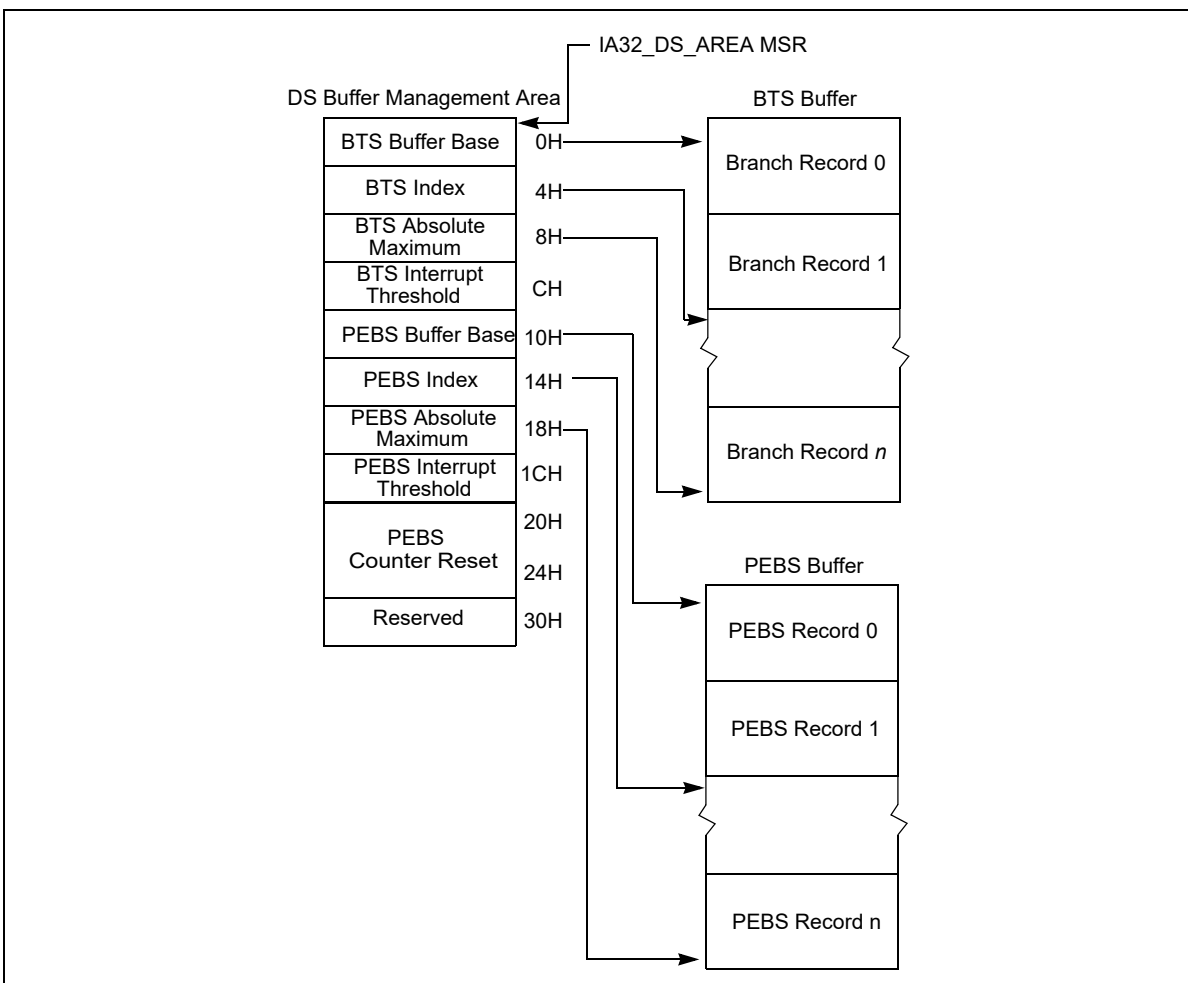 IA32_DS_AREA MSR
DS Buffer Management Area
BTS Buffer Base
0H
BTS Index
4H
BTS Absolute
Maximum
8H
BTS Interrupt
Threshold
CH
PEBS Buffer Base
10H
PEBS Index
14H
PEBS Absolute
Maximum
18H
PEBS Interrupt
Threshold
1CH
20H
PEBS
Counter Reset
24H
Reserved
30H
BTS Buffer
Branch Record 0
Branch Record 1
Branch Record n
PEBS Buffer
PEBS Record 0
PEBS Record 1
PEBS Record n